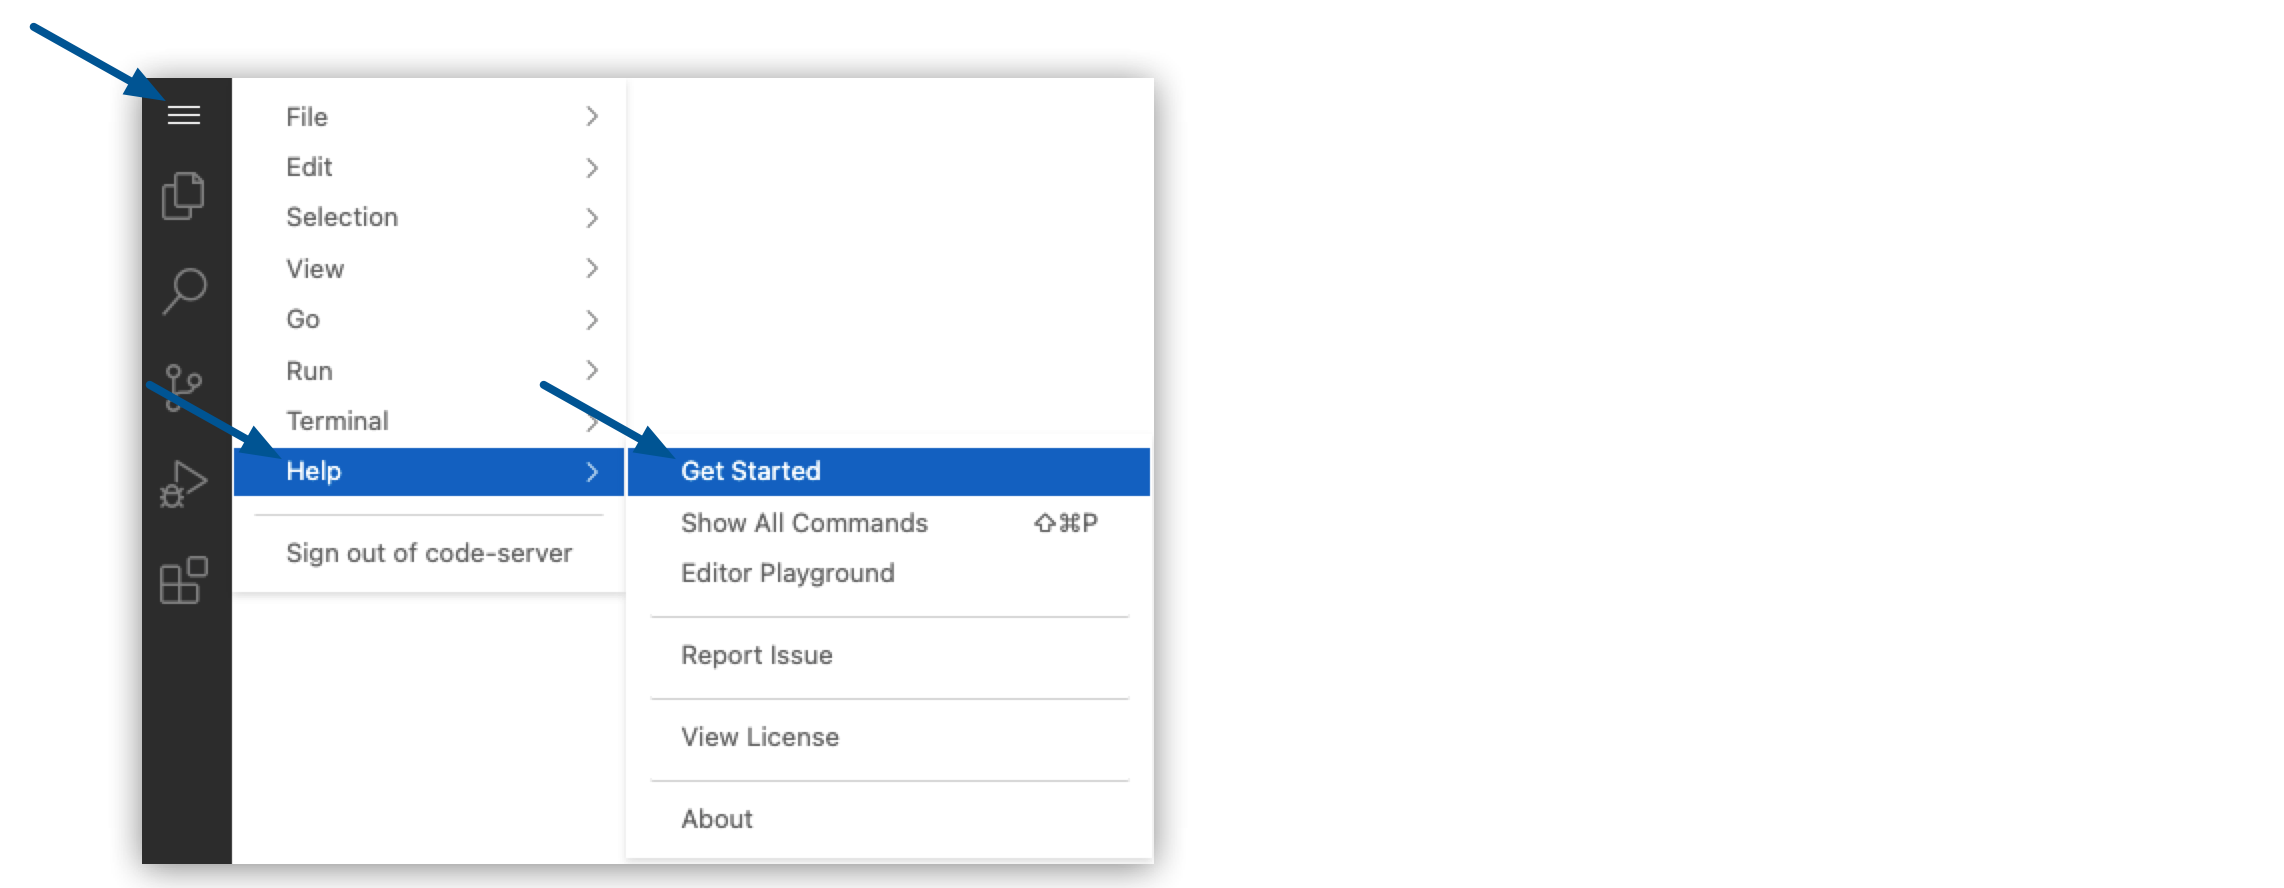 File
Edit
Selection
View
Go
Run
Terminal
Help
Sign out of code-server
Get Started
Show All Commands ⇧⌘P
Editor Playground
Report Issue
View License
About